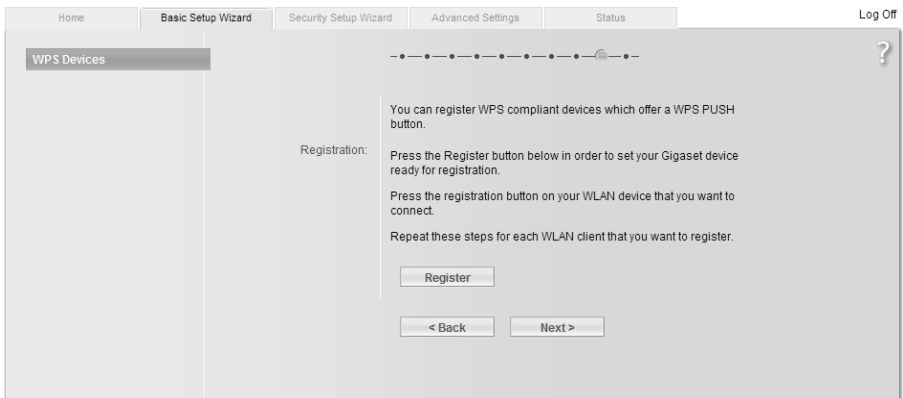 Home Basic Setup Wizard Security Setup Wizard Advanced Settings Status Log Off
WPS Devices ?
You can register WPS compliant devices which offer a WPS PUSH
button.
Registration:
Press the Register button below in order to set your Gigaset device
ready for registration.
Press the registration button on your WLAN device that you want to
connect.
Repeat these steps for each WLAN client that you want to register.
Register
< Back Next >